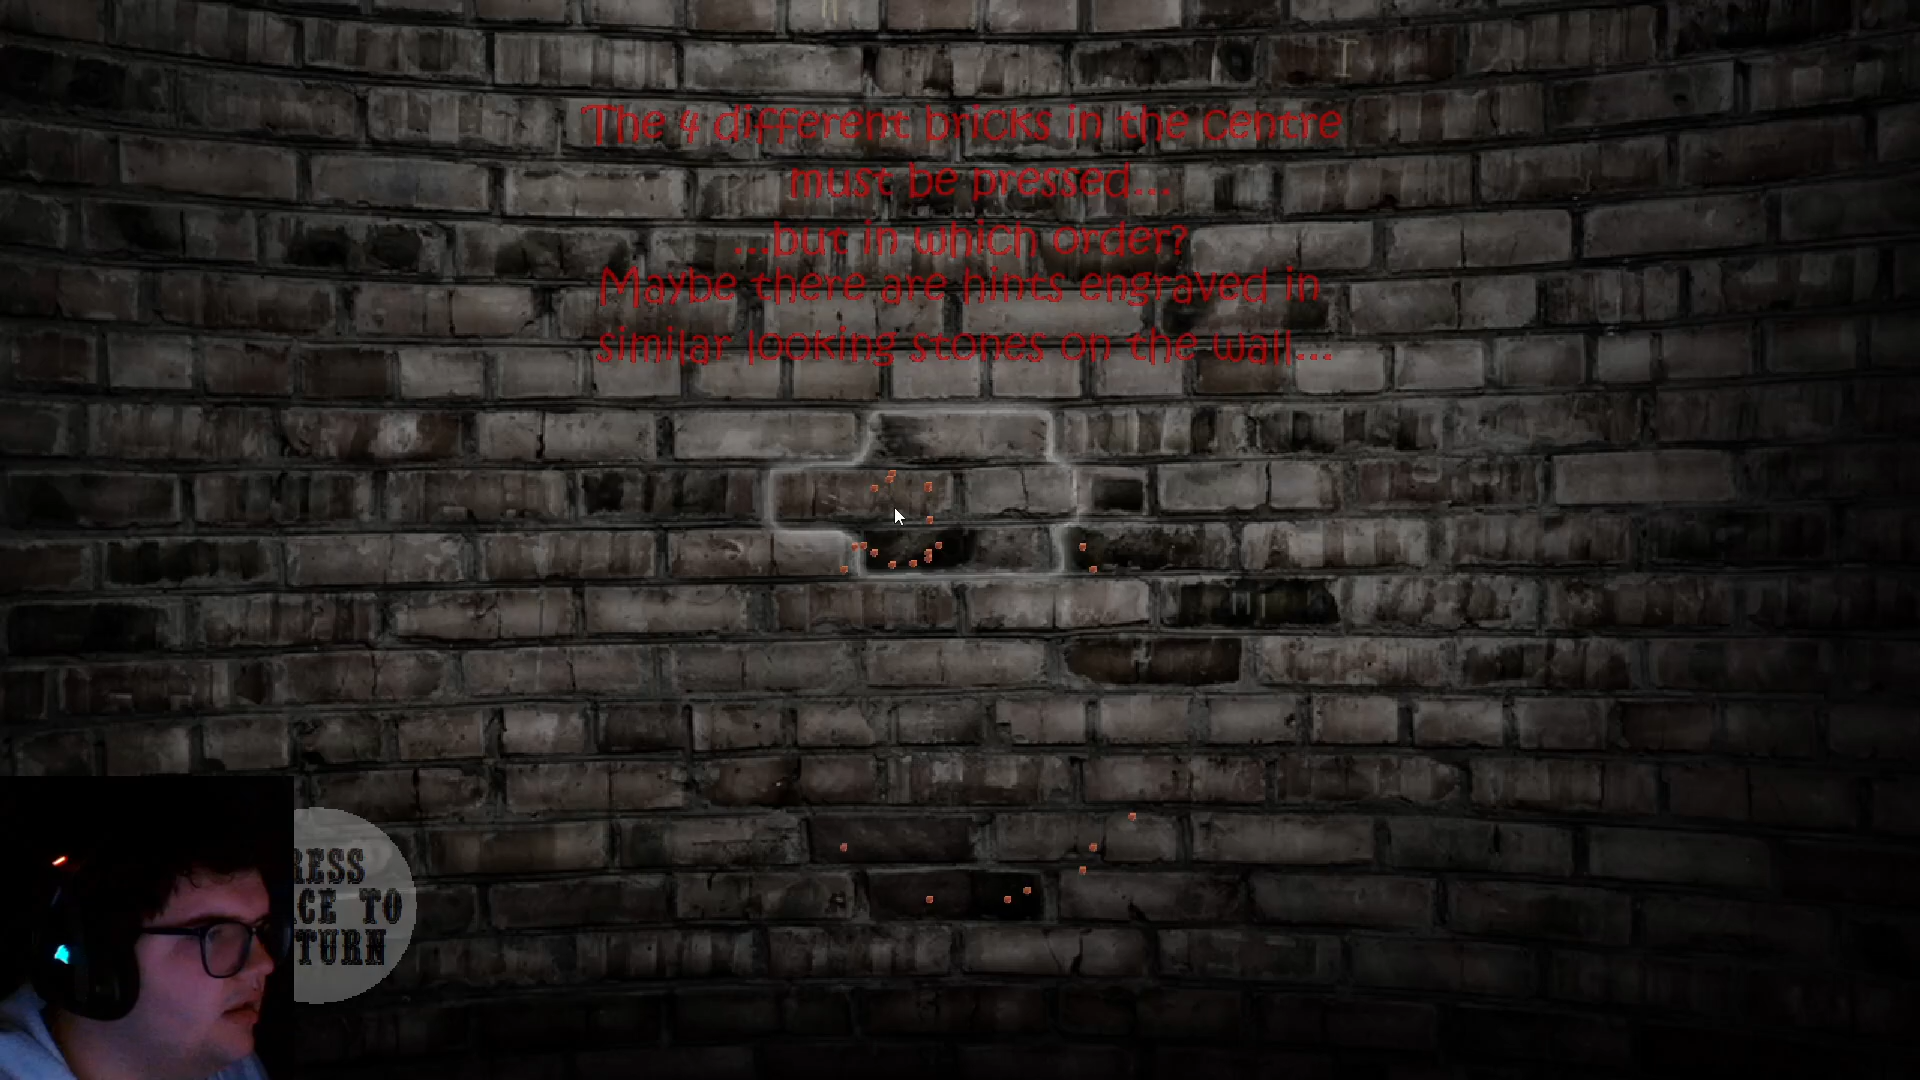 II
I
The 4 different bricks in the centre
must be pressed...
...but in which order?
Maybe there are hints engraved in
similar looking stones on the wall...
RESS
CE TO
TURN